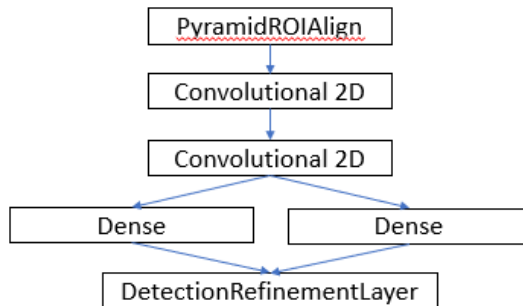 PyramidROIAlign
Convolutional 2D
Convolutional 2D
Dense
Dense
DetectionRefinementLayer